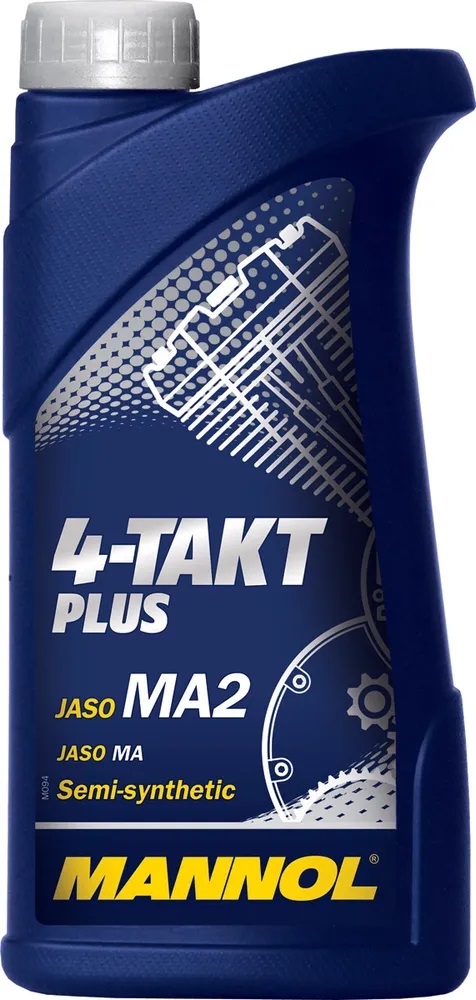 4-TAKT
PLUS
JASO MA2
JASO MA
Semi-synthetic
M094
MANNOL®